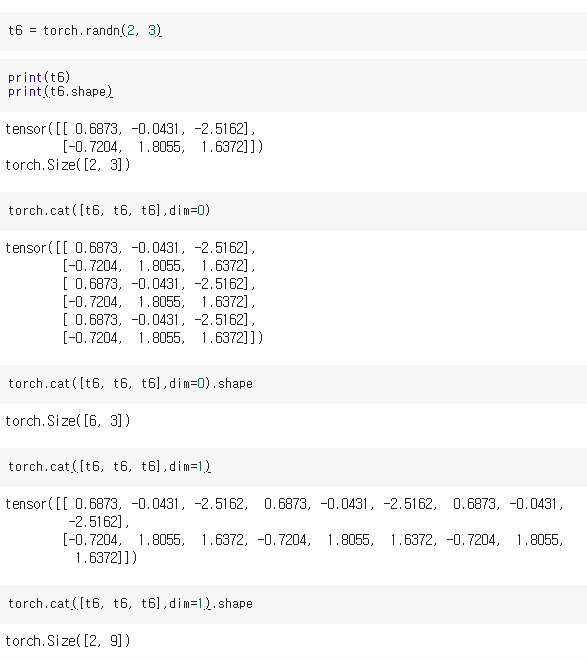 t6 = torch.randn(2, 3)
print(t6)
print(t6.shape)
tensor([[ 0.6873, -0.0431, -2.5162],
        [-0.7204,  1.8055,  1.6372]])
torch.Size([2, 3])
torch.cat([t6, t6, t6],dim=0)
tensor([[ 0.6873, -0.0431, -2.5162],
        [-0.7204,  1.8055,  1.6372],
        [ 0.6873, -0.0431, -2.5162],
        [-0.7204,  1.8055,  1.6372],
        [ 0.6873, -0.0431, -2.5162],
        [-0.7204,  1.8055,  1.6372]])
torch.cat([t6, t6, t6],dim=0).shape
torch.Size([6, 3])
torch.cat([t6, t6, t6],dim=1)
tensor([[ 0.6873, -0.0431, -2.5162,  0.6873, -0.0431, -2.5162,  0.6873, -0.0431,
         -2.5162],
        [-0.7204,  1.8055,  1.6372, -0.7204,  1.8055,  1.6372, -0.7204,  1.8055,
          1.6372]])
torch.cat([t6, t6, t6],dim=1).shape
torch.Size([2, 9])